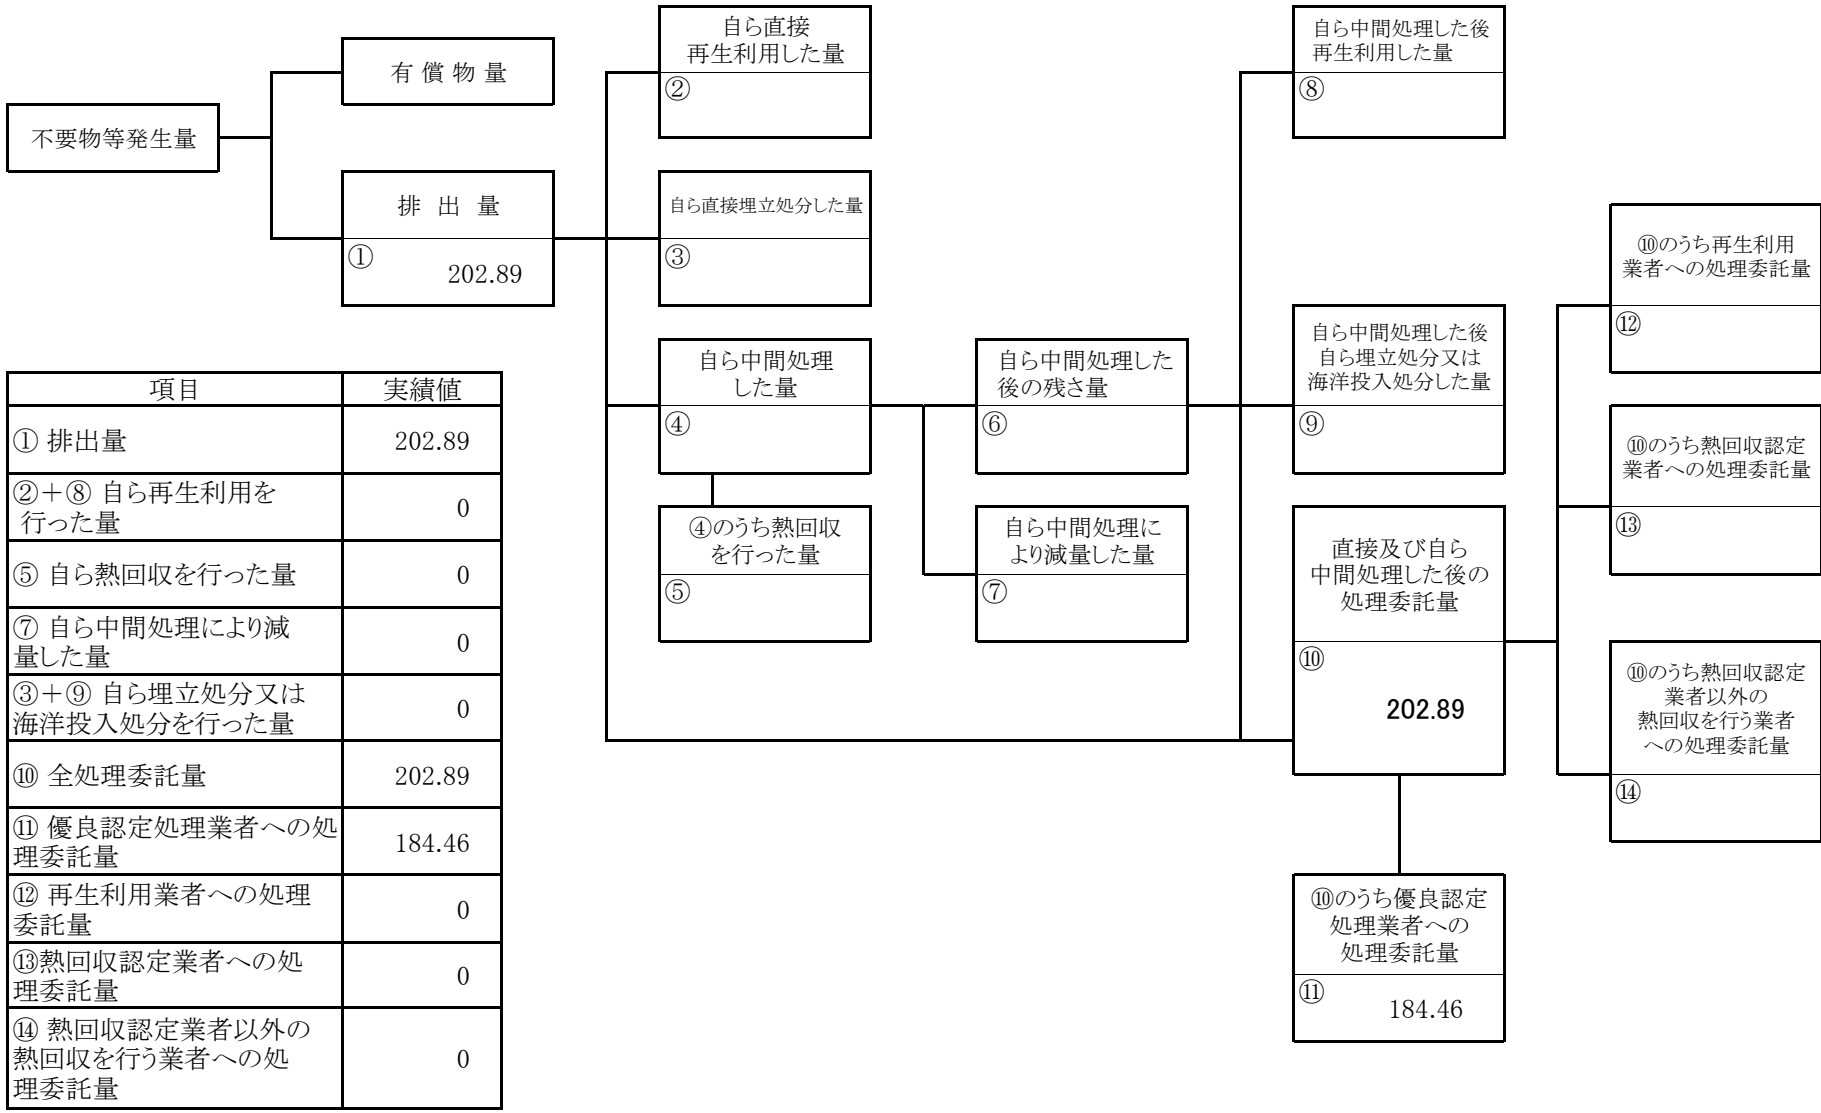 不要物等発生量
有 償 物 量
排 出 量
①
202.89
自ら直接
再生利用した量
②
自ら直接埋立処分した量
③
自ら中間処理
した量
④
④のうち熱回収
を行った量
⑤
自ら中間処理した
後の残さ量
⑥
自ら中間処理に
より減量した量
⑦
自ら中間処理した後
再生利用した量
⑧
自ら中間処理した後
自ら埋立処分又は
海洋投入処分した量
⑨
直接及び自ら
中間処理した後の
処理委託量
⑩
202.89
⑩のうち優良認定
処理業者への
処理委託量
⑪
184.46
⑩のうち再生利用
業者への処理委託量
⑫
⑩のうち熱回収認定
業者への処理委託量
⑬
⑩のうち熱回収認定
業者以外の
熱回収を行う業者
への処理委託量
⑭
項目 実績値
① 排出量 202.89
②＋⑧ 自ら再生利用を
行った量 0
⑤ 自ら熱回収を行った量 0
⑦ 自ら中間処理により減
量した量 0
③＋⑨ 自ら埋立処分又は
海洋投入処分を行った量 0
⑩ 全処理委託量 202.89
⑪ 優良認定処理業者への処
理委託量 184.46
⑫ 再生利用業者への処理
委託量 0
⑬熱回収認定業者への処
理委託量 0
⑭ 熱回収認定業者以外の
熱回収を行う業者への処
理委託量 0